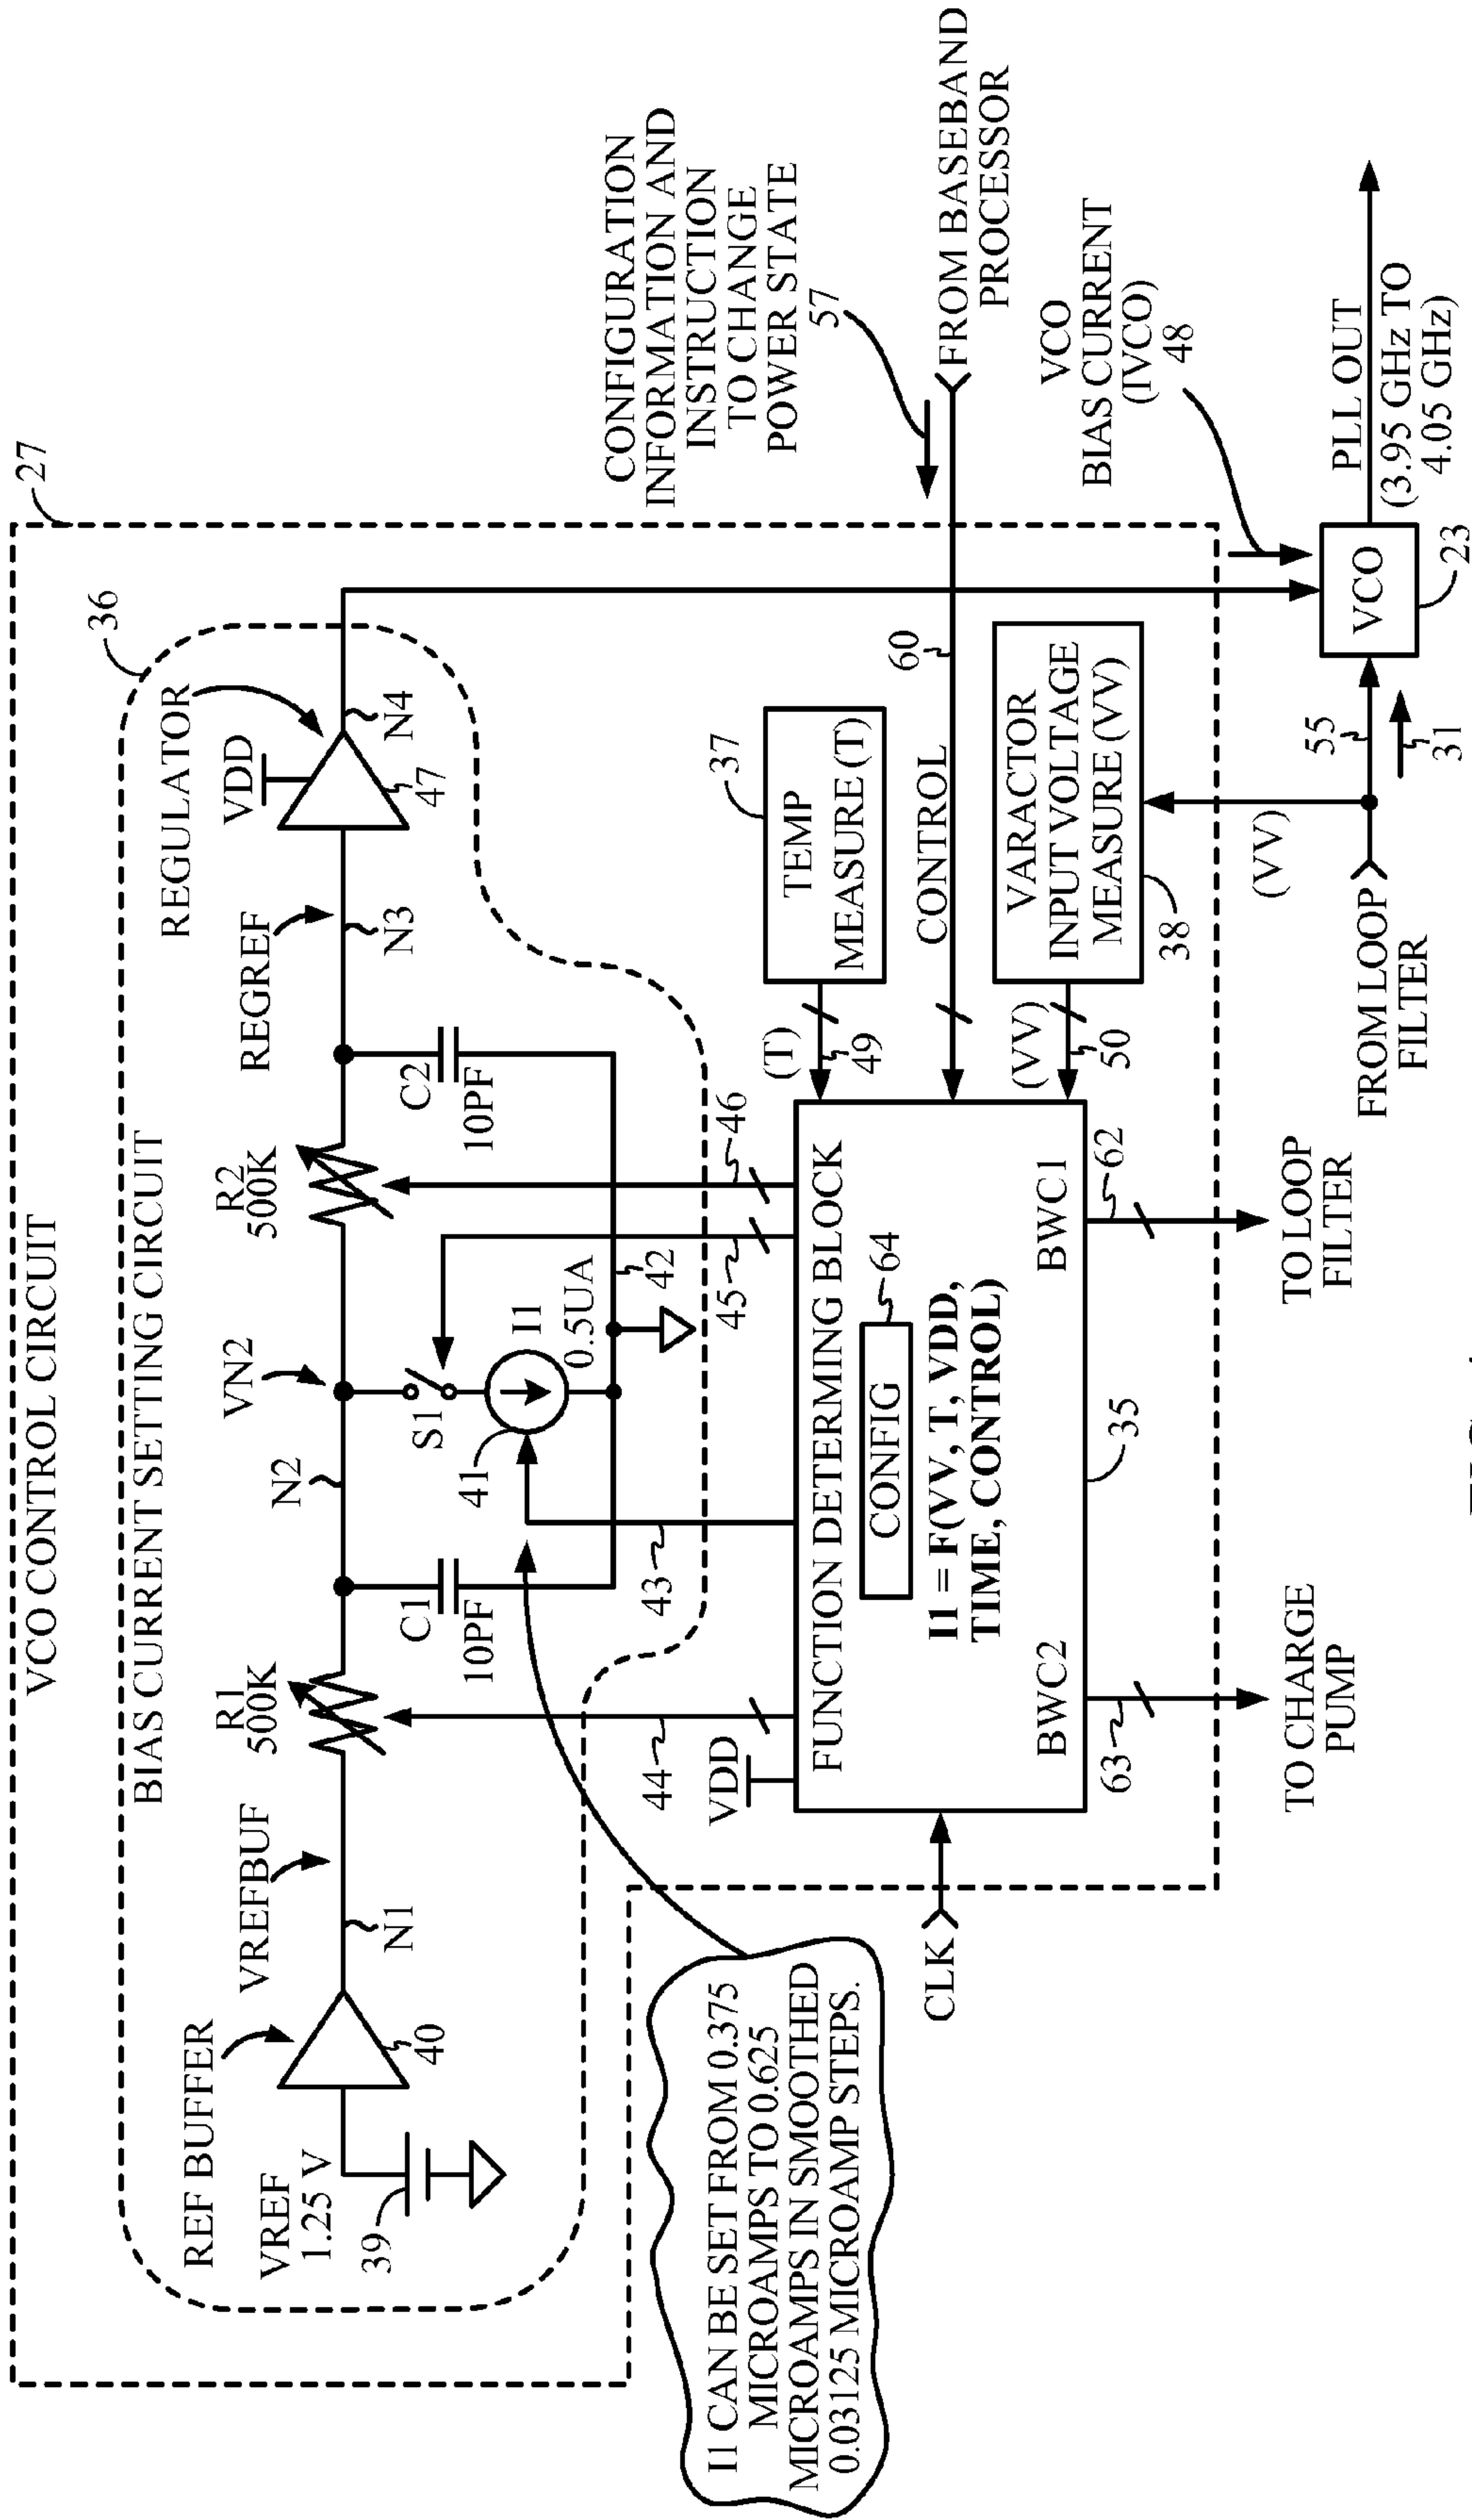 VCO CONTROL CIRCUIT
27
BIAS CURRENT SETTING CIRCUIT
36
REF BUFFER
VREF
1.25 V
39
40
VREFBUF
N1
R1
500K
C1
10PF
N2
VN2
S1
41
I1
0.5UA
42
R2
500K
C2
10PF
REGREF
N3
REGULATOR
VDD
47
N4
I1 CAN BE SET FROM 0.375
MICROAMPS TO 0.625
MICROAMPS IN SMOOTHED
0.03125 MICROAMP STEPS.
44
43
45
46
VDD
CLK
FUNCTION DETERMING BLOCK
CONFIG
64
I1 = F(VV, T, VDD,
TIME, CONTROL)
BWC2
BWC1
35
63
62
TO CHARGE
PUMP
TO LOOP
FILTER
(T)
49
TEMP
MEASURE (T)
37
CONTROL
60
(VV)
50
VARACTOR
INPUT VOLTAGE
MEASURE (VV)
38
(VV)
FROM LOOP
FILTER
55
31
VCO
23
CONFIGURATION
INFORMATION AND
INSTRUCTION
TO CHANGE
POWER STATE
57
FROM BASEBAND
PROCESSOR
VCO
BIAS CURRENT
(IVCO)
48
PLL OUT
(3.95 GHz TO
4.05 GHz)